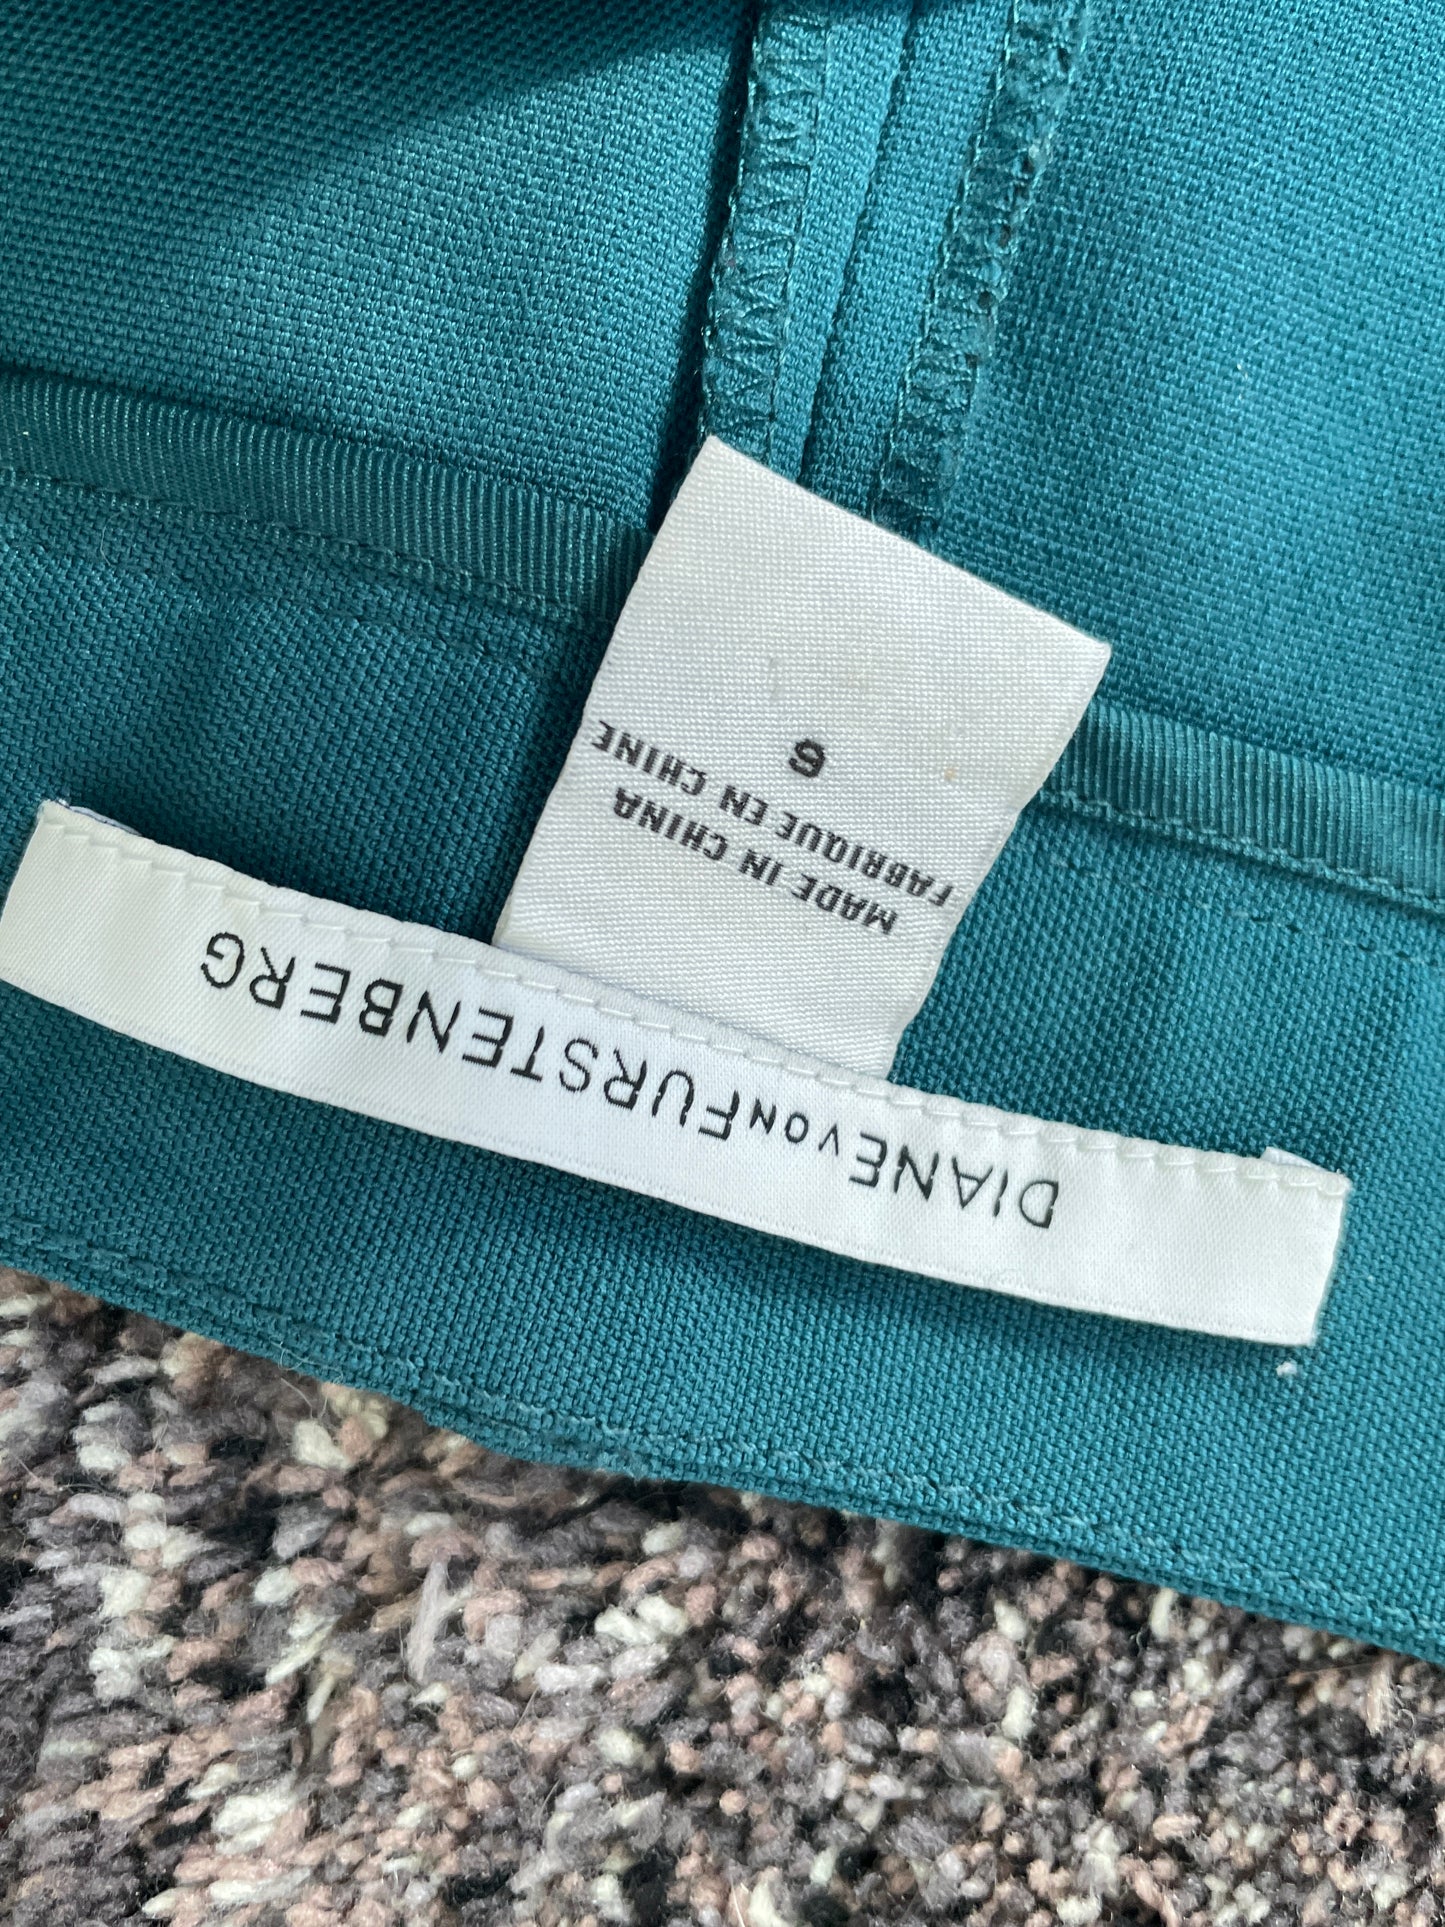 DiANE VON FURSTENBERG
MADE IN CHINA
FABRIQUE EN CHINE
6